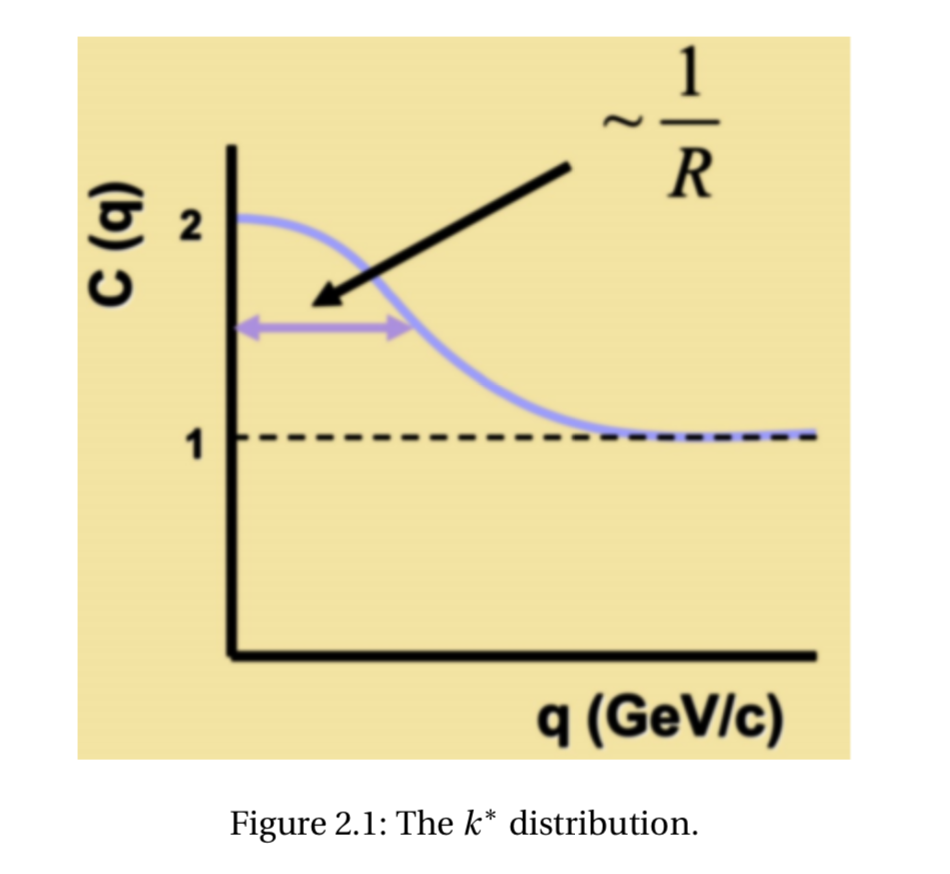 ~ 1/R
C (q)
2
1
q (GeV/c)
Figure 2.1: The k* distribution.